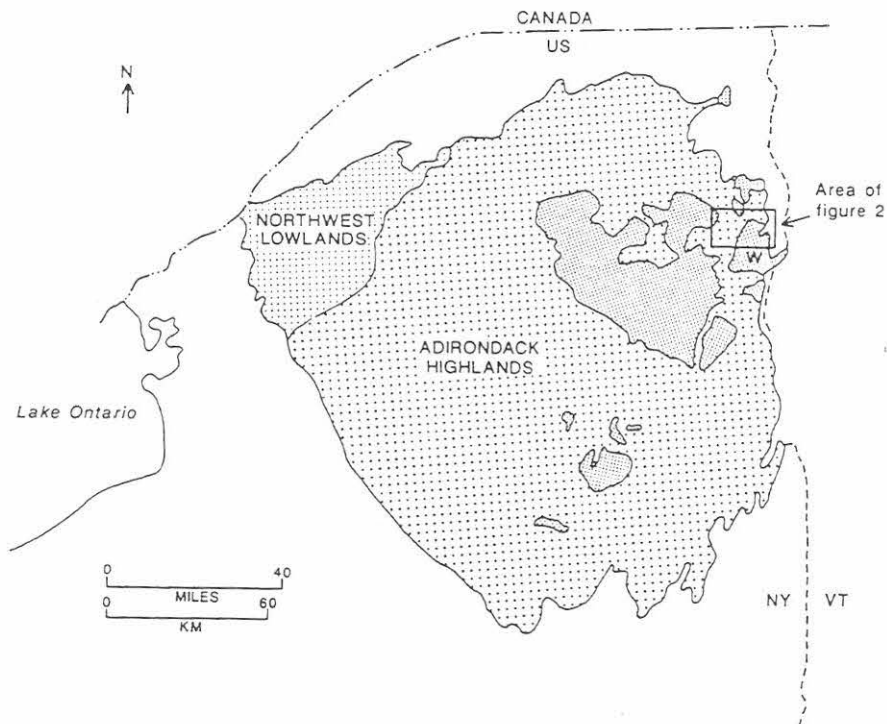 CANADA
US
N
Area of
figure 2
NORTHWEST
LOWLANDS
W
ADIRONDACK
HIGHLANDS
Lake Ontario
0 40
MILES
0 60
KM
NY VT